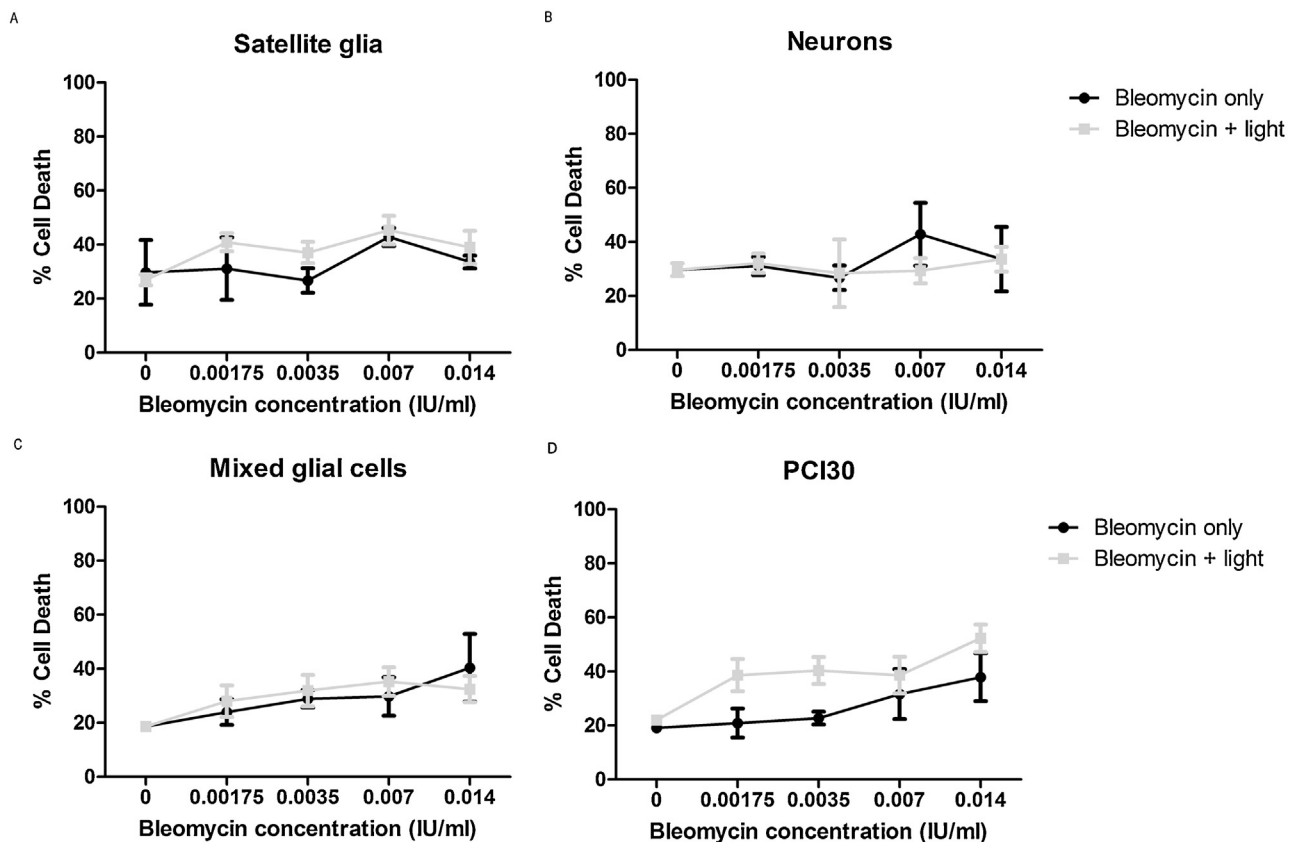 A
Satellite glia
100
80
60
40
20
0
% Cell Death
0 0.00175 0.0035 0.007 0.014
Bleomycin concentration (IU/ml)
B
Neurons
100
80
60
40
20
0
% Cell Death
0 0.00175 0.0035 0.007 0.014
Bleomycin concentration (IU/ml)
Bleomycin only
Bleomycin + light
C
Mixed glial cells
100
80
60
40
20
0
% Cell Death
0 0.00175 0.0035 0.007 0.014
Bleomycin concentration (IU/ml)
D
PCI30
100
80
60
40
20
0
% Cell Death
0 0.00175 0.0035 0.007 0.014
Bleomycin concentration (IU/ml)
Bleomycin only
Bleomycin + light